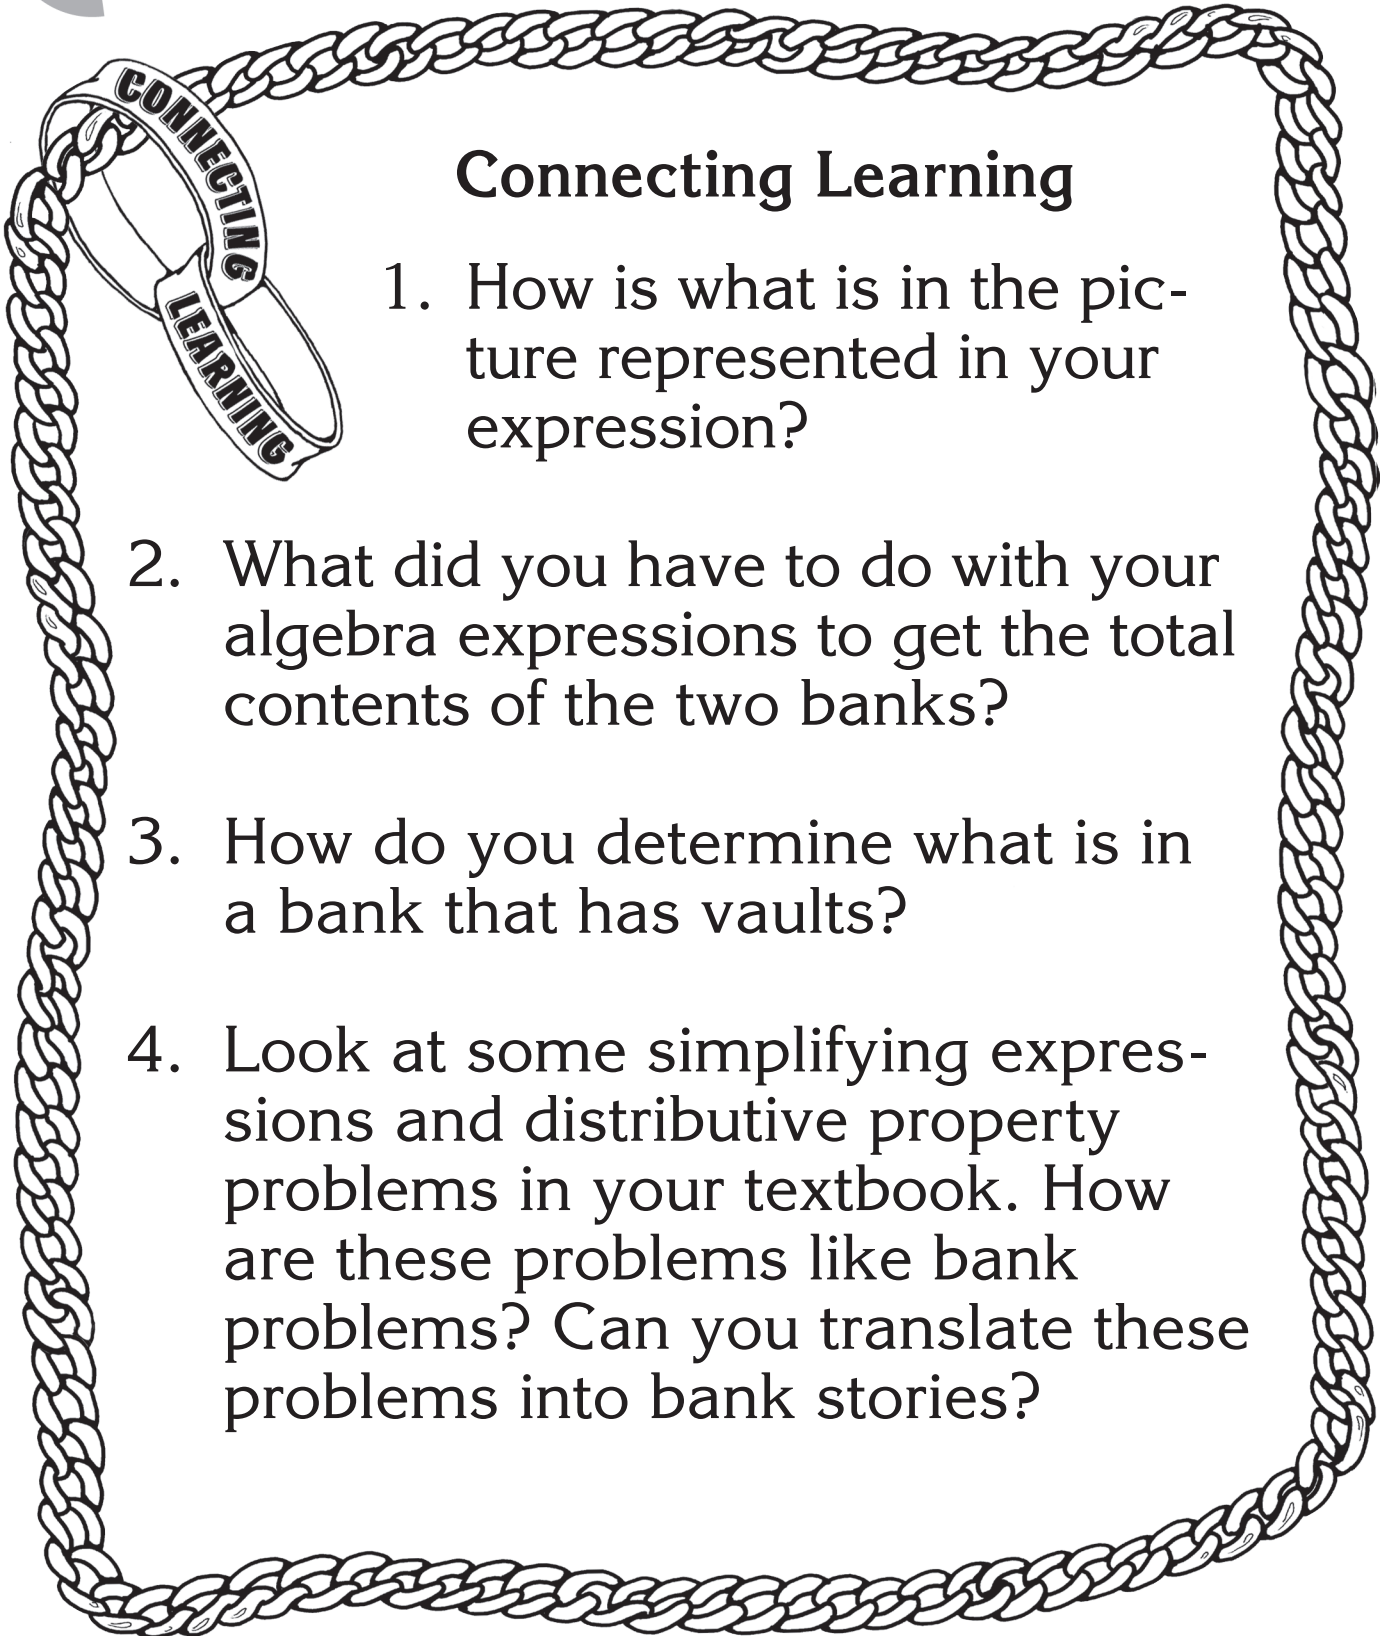 CONNECTING
LEARNING
Connecting Learning
1. How is what is in the pic-
ture represented in your
expression?
2. What did you have to do with your
algebra expressions to get the total
contents of the two banks?
3. How do you determine what is in
a bank that has vaults?
4. Look at some simplifying expres-
sions and distributive property
problems in your textbook. How
are these problems like bank
problems? Can you translate these
problems into bank stories?